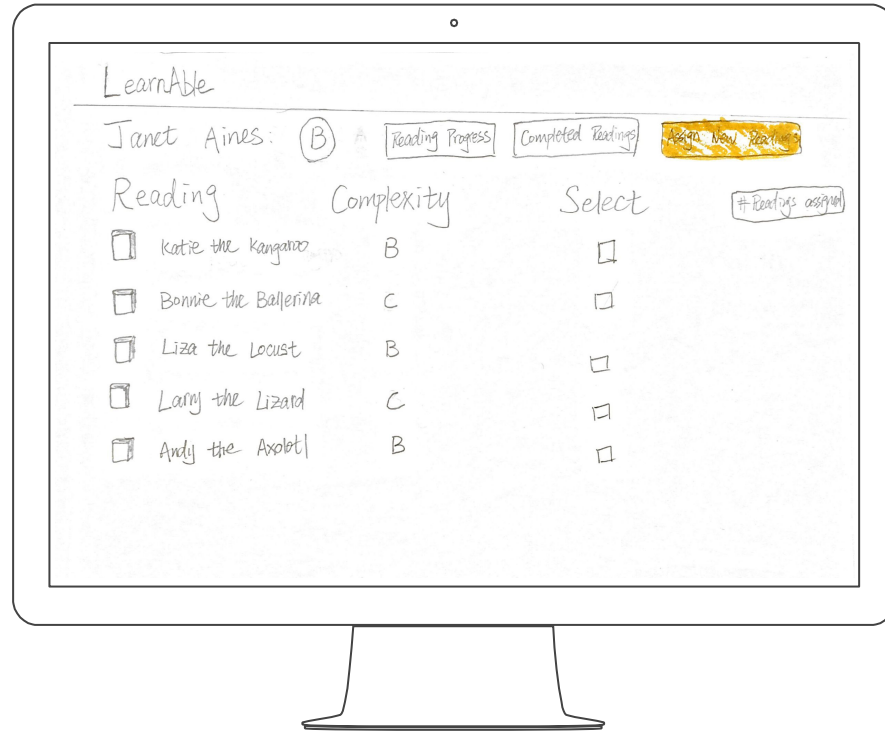 LearnAble
Janet Aines: B Reading Progress Completed Readings Assign New Readings
Reading Complexity Select # Readings assigned
Katie the Kangaroo B
Bonnie the Ballerina C
Liza the Locust B
Larry the Lizard C
Andy the Axolotl B